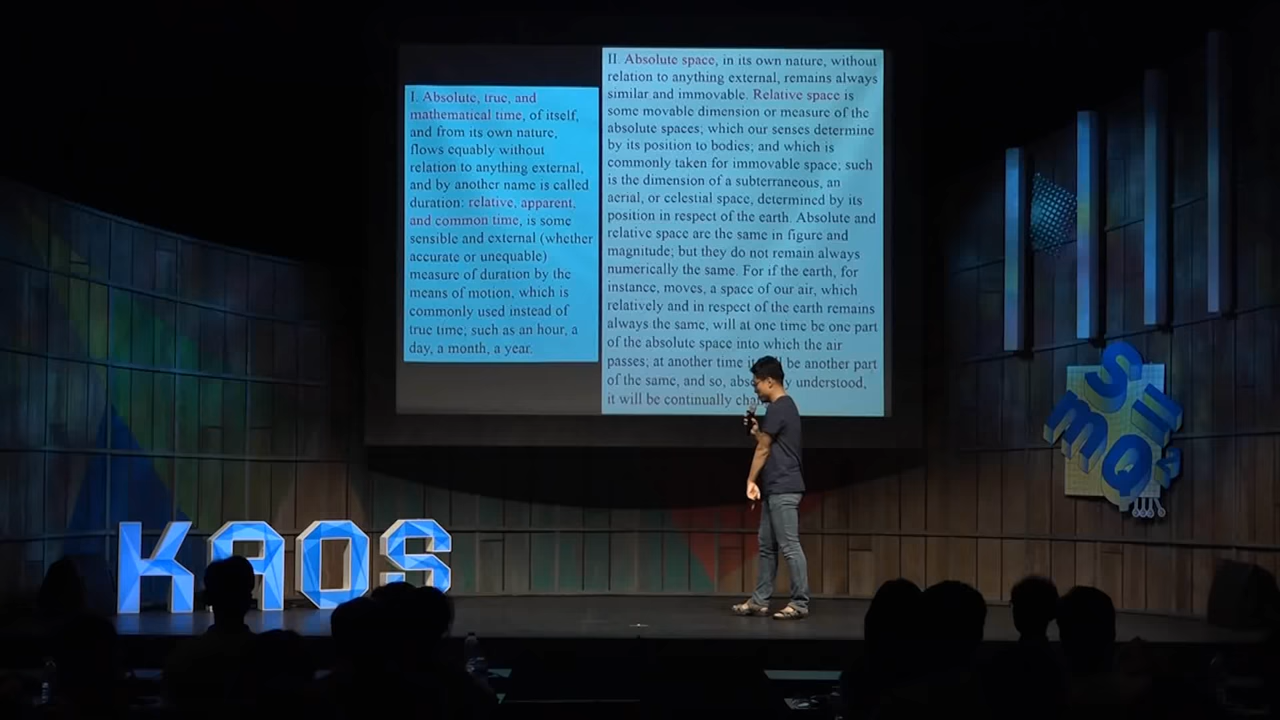 I. Absolute, true, and
mathematical time, of itself,
and from its own nature,
flows equably without
relation to anything external,
and by another name is called
duration: relative, apparent,
and common time, is some
sensible and external (whether
accurate or unequable)
measure of duration by the
means of motion, which is
commonly used instead of
true time; such as an hour, a
day, a month, a year.
II. Absolute space, in its own nature, without
relation to anything external, remains always
similar and immovable. Relative space is
some movable dimension or measure of the
absolute spaces; which our senses determine
by its position to bodies; and which is
commonly taken for immovable space; such
is the dimension of a subterraneous, an
aerial, or celestial space, determined by its
position in respect of the earth. Absolute and
relative space are the same in figure and
magnitude; but they do not remain always
numerically the same. For if the earth, for
instance, moves, a space of our air, which
relatively and in respect of the earth remains
always the same, will at one time be one part
of the absolute space into which the air
passes; at another time it be another part
of the same, and so, understood,
it will be continually
KAOS